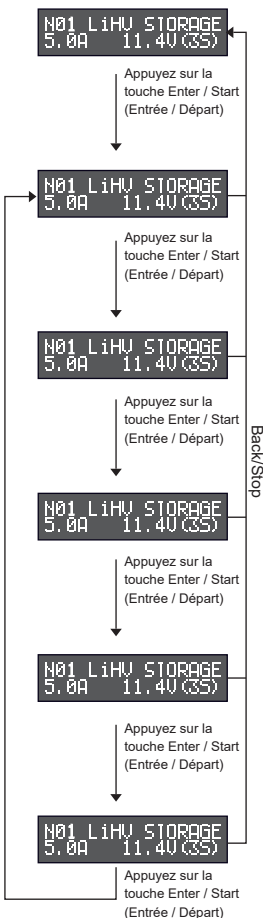 N01 LiHV STORAGE
5.0A 11.4V(3S)
Appuyez sur la
touche Enter / Start
(Entrée / Départ)
N01 LiHV STORAGE
5.0A 11.4V(3S)
Appuyez sur la
touche Enter / Start
(Entrée / Départ)
N01 LiHV STORAGE
5.0A 11.4V(3S)
Appuyez sur la
touche Enter / Start
(Entrée / Départ)
Back/Stop
N01 LiHV STORAGE
5.0A 11.4V(3S)
Appuyez sur la
touche Enter / Start
(Entrée / Départ)
N01 LiHV STORAGE
5.0A 11.4V(3S)
Appuyez sur la
touche Enter / Start
(Entrée / Départ)
N01 LiHV STORAGE
5.0A 11.4V(3S)
Appuyez sur la
touche Enter / Start
(Entrée / Départ)